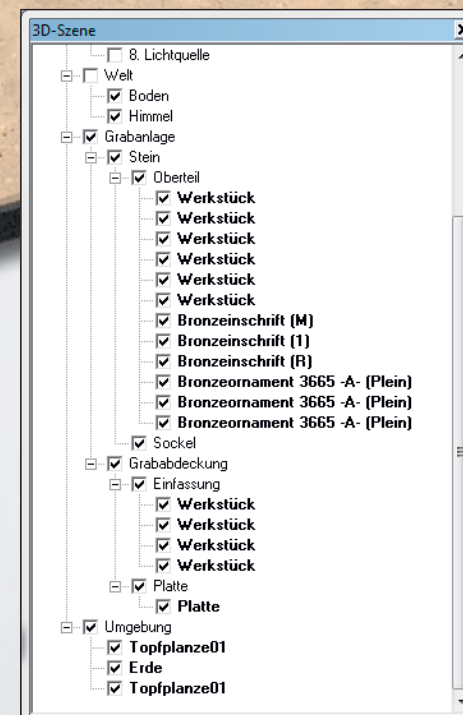 3D-Szene
8. Lichtquelle
Welt
Boden
Himmel
Grabanlage
Stein
Oberteil
Werkstück
Werkstück
Werkstück
Werkstück
Werkstück
Werkstück
Bronzeinschrift (M)
Bronzeinschrift (1)
Bronzeinschrift (R)
Bronzeornament 3665 -A- (Plein)
Bronzeornament 3665 -A- (Plein)
Bronzeornament 3665 -A- (Plein)
Sockel
Grababdeckung
Einfassung
Werkstück
Werkstück
Werkstück
Werkstück
Platte
Platte
Umgebung
Topfplanze01
Erde
Topfplanze01